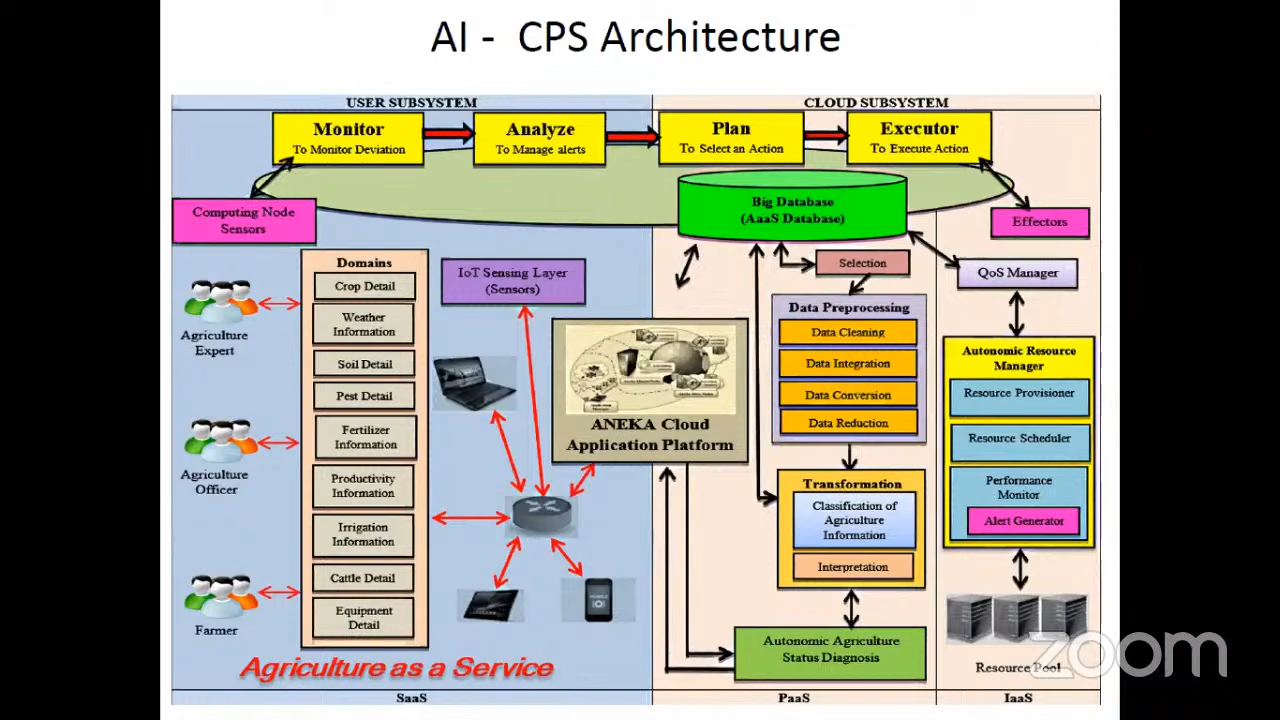 AI - CPS Architecture
USER SUBSYSTEM
CLOUD SUBSYSTEM
Monitor
To Monitor Deviation
Analyze
To Manage alerts
Plan
To Select an Action
Executor
To Execute Action
Computing Node
Sensors
Big Database
(AaaS Database)
Effectors
Agriculture
Expert
Agriculture
Officer
Farmer
Domains
Crop Detail
Weather
Information
Soil Detail
Pest Detail
Fertilizer
Information
Productivity
Information
Irrigation
Information
Cattle Detail
Equipment
Detail
IoT Sensing Layer
(Sensors)
ANEKA Cloud
Application Platform
Selection
Data Preprocessing
Data Cleaning
Data Integration
Data Conversion
Data Reduction
Transformation
Classification of
Agriculture
Information
Interpretation
Autonomic Agriculture
Status Diagnosis
QoS Manager
Autonomic Resource
Manager
Resource Provisioner
Resource Scheduler
Performance
Monitor
Alert Generator
Resource Pool
zoom
Agriculture as a Service
SaaS
PaaS
IaaS